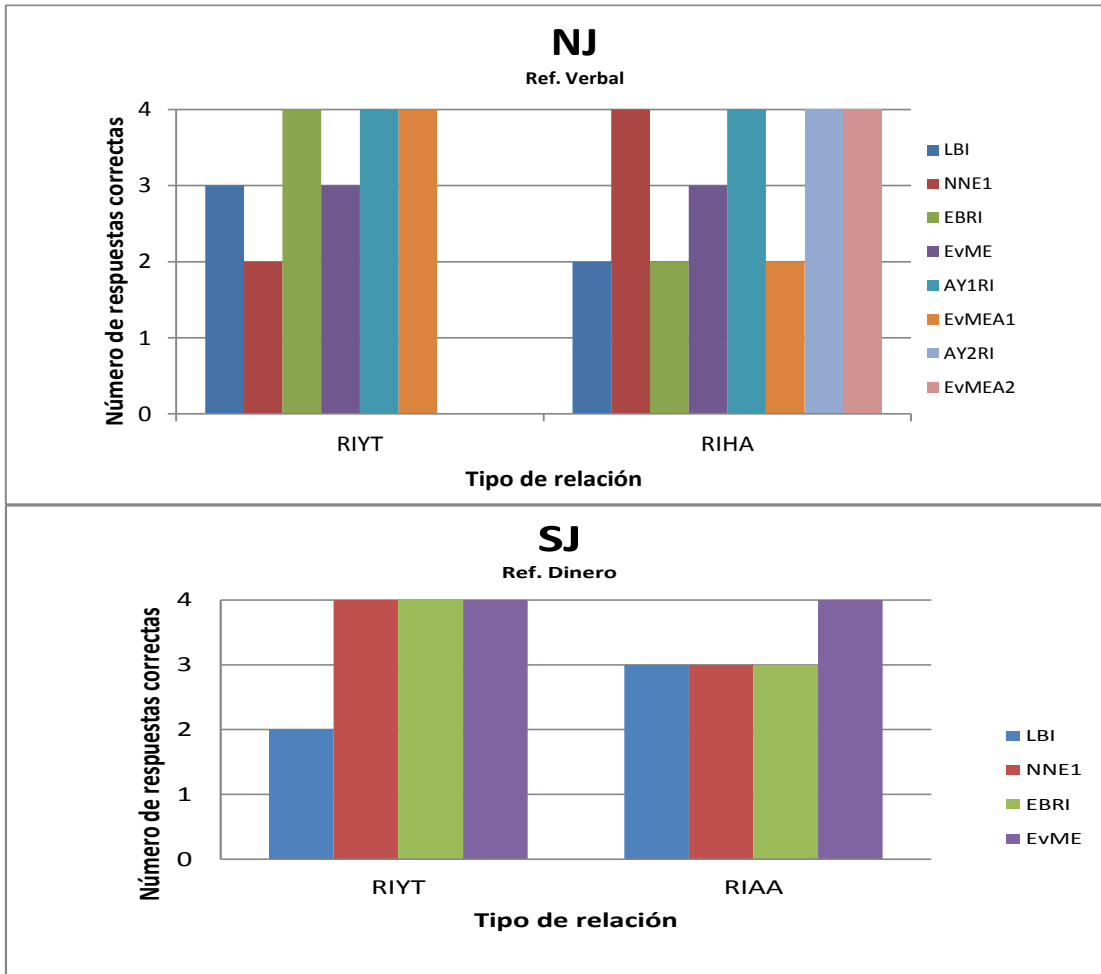 NJ
Ref. Verbal
Número de respuestas correctas
4
3
2
1
0
RIYT
RIHA
Tipo de relación
LBI
NNE1
EBRI
EvME
AY1RI
EvMEA1
AY2RI
EvMEA2
SJ
Ref. Dinero
Número de respuestas correctas
4
3
2
1
0
RIYT
RIAA
Tipo de relación
LBI
NNE1
EBRI
EvME